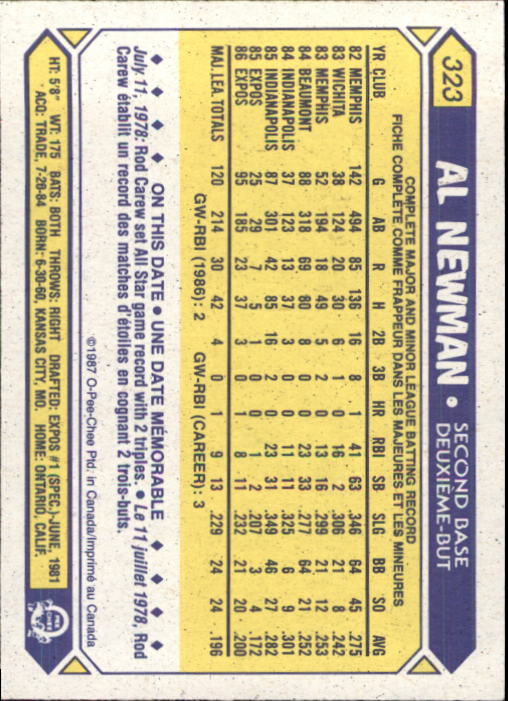 323
AL NEWMAN • SECOND BASE
DEUXIÈME-BUT
COMPLETE MAJOR AND MINOR LEAGUE BATTING RECORD
FICHE COMPLÈTE COMME FRAPPEUR DANS LES MAJEURES ET LES MINEURES
YR CLUB G AB R H 2B 3B HR RBI SB SLG BB SO AVG
82 MEMPHIS 142 494 85 136 16 8 1 41 63 .346 64 45 .275
83 WICHITA 38 124 20 30 6 1 0 16 2 .306 21 8 .242
83 MEMPHIS 52 194 18 49 5 2 0 13 16 .299 21 12 .253
84 BEAUMONT 88 318 69 80 8 0 0 23 33 .277 64 21 .252
84 INDIANAPOLIS 37 123 13 37 3 0 0 11 11 .325 6 9 .301
85 INDIANAPOLIS 87 301 42 85 16 2 0 23 31 .349 46 27 .282
85 EXPOS 25 29 7 5 1 0 0 1 2 .207 3 4 .172
86 EXPOS 95 185 23 37 3 0 1 8 11 .232 21 20 .200
MAJ. LEA. TOTALS 120 214 30 42 4 0 1 9 13 .229 24 24 .196
GW-RBI (1986): 2 GW-RBI (CAREER): 3
ON THIS DATE • UNE DATE MÉMORABLE
July 11, 1978: Rod Carew set All Star game record with 2 triples. • Le 11 juillet 1978, Rod
Carew établit un record des matches d'étoiles en cognant 2 trois-buts.
©1987 O-Pee-Chee Ptd. in Canada/Imprimé au Canada
HT: 5'8" WT: 175 BATS: BOTH THROWS: RIGHT DRAFTED: EXPOS #1 (SPEC.)-JUNE, 1981
ACQ: TRADE, 7-26-84 BORN: 6-30-60, KANSAS CITY, MO. HOME: ONTARIO, CALIF.
O PEE CHEE